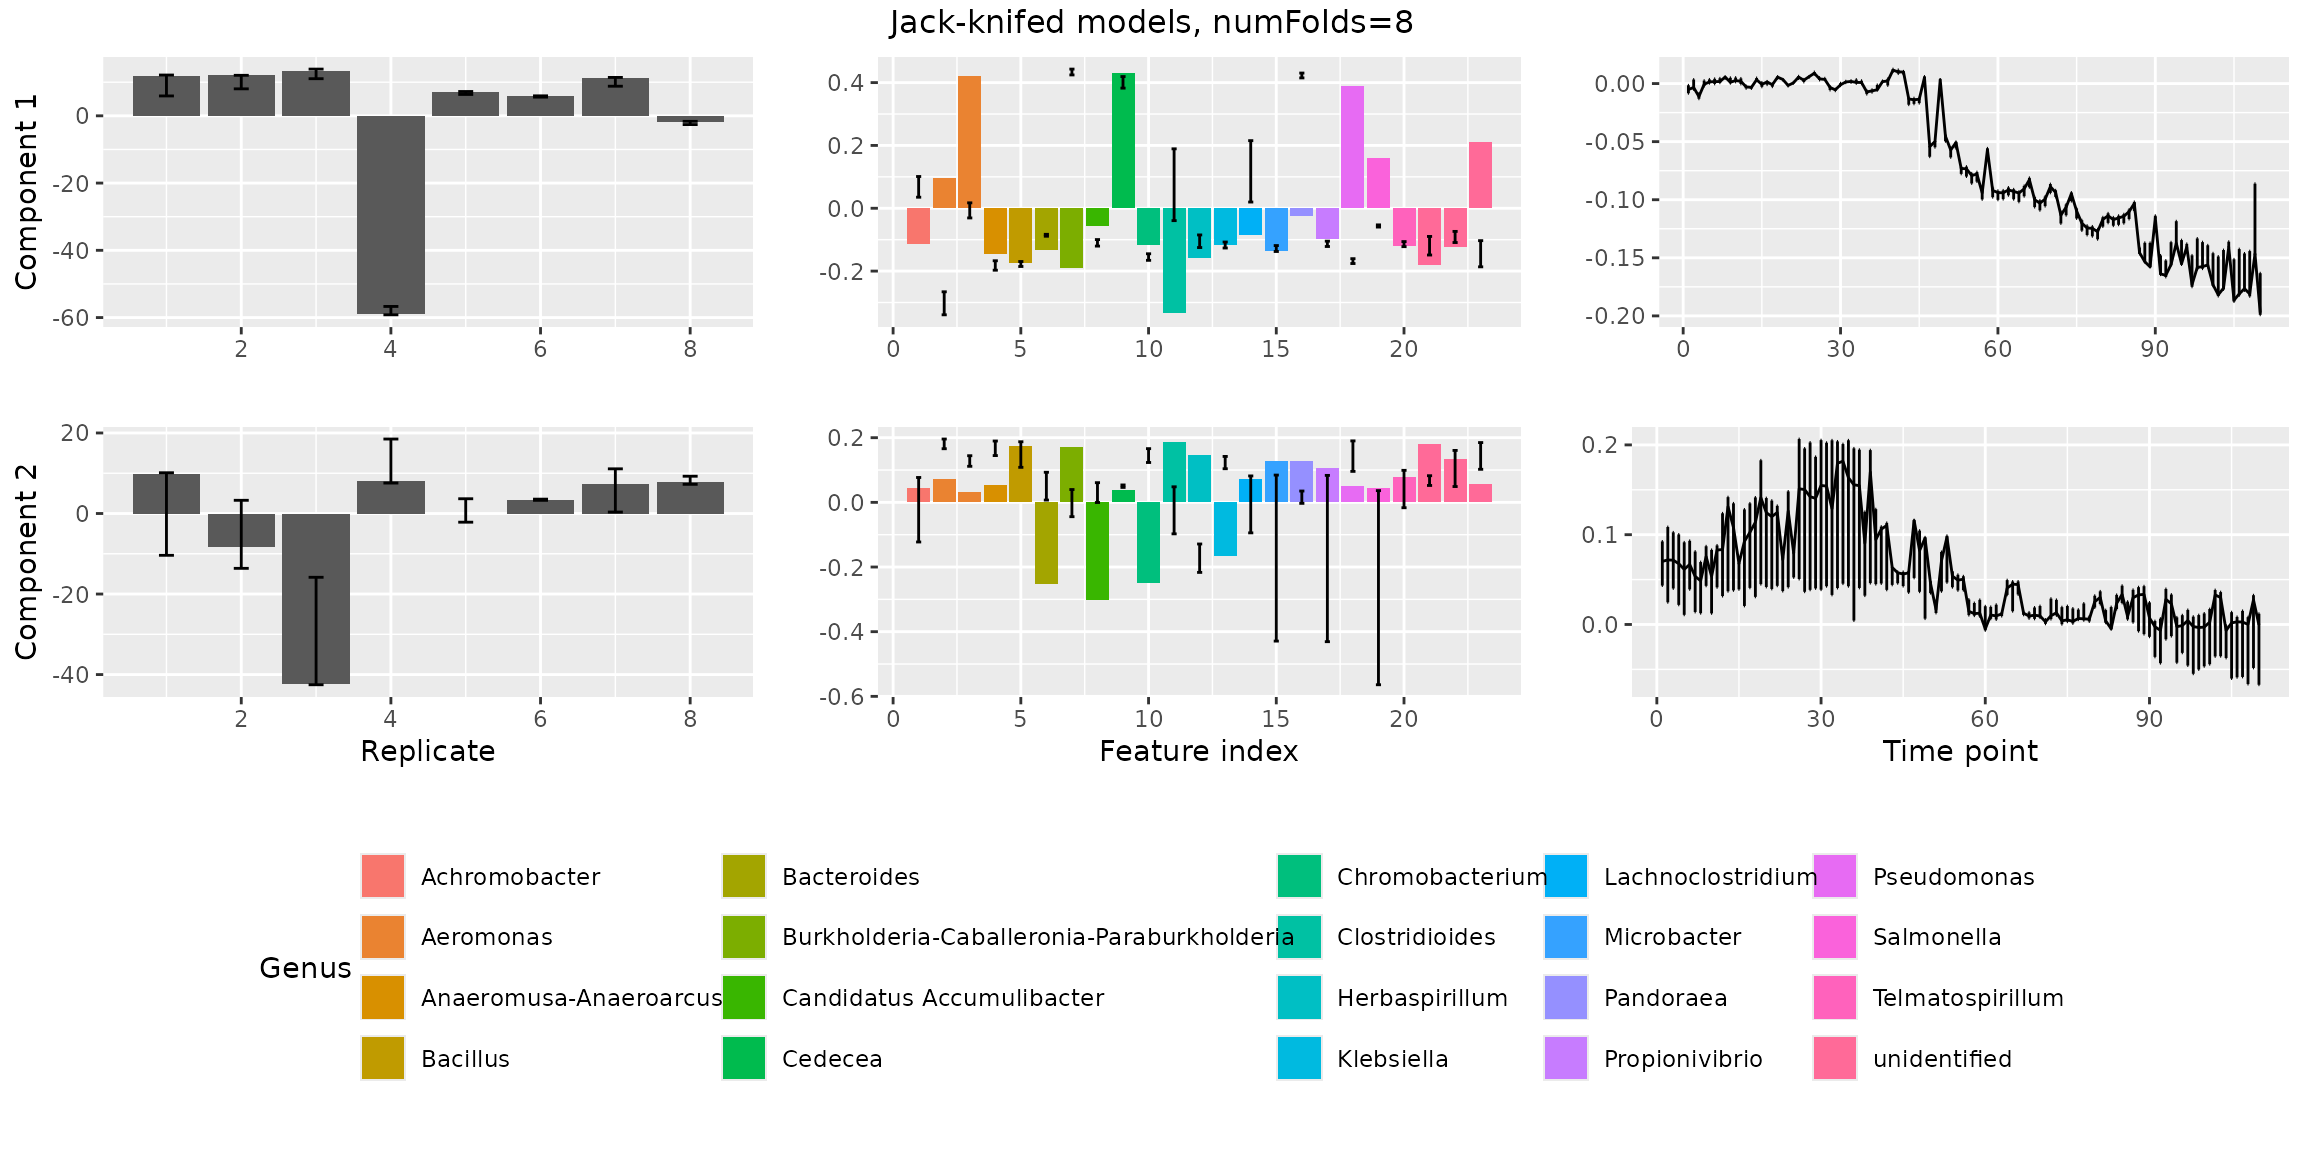 Jack-knifed models, numFolds=8
Component 1
0
-20
-40
-60
2 4 6 8
0.4
0.2
0.0
-0.2
0 5 10 15 20
0.00
-0.05
-0.10
-0.15
-0.20
0 30 60 90
Component 2
20
0
-20
-40
2 4 6 8
Replicate
0.2
0.0
-0.2
-0.4
-0.6
0 5 10 15 20
Feature index
0.2
0.1
0.0
0 30 60 90
Time point
Genus
Achromobacter
Aeromonas
Anaeromusa-Anaeroarcus
Bacillus
Bacteroides
Burkholderia-Caballeronia-Paraburkholderia
Candidatus Accumulibacter
Cedecea
Chromobacterium
Clostridioides
Herbaspirillum
Klebsiella
Lachnoclostridium
Microbacter
Pandoraea
Propionivibrio
Pseudomonas
Salmonella
Telmatospirillum
unidentified